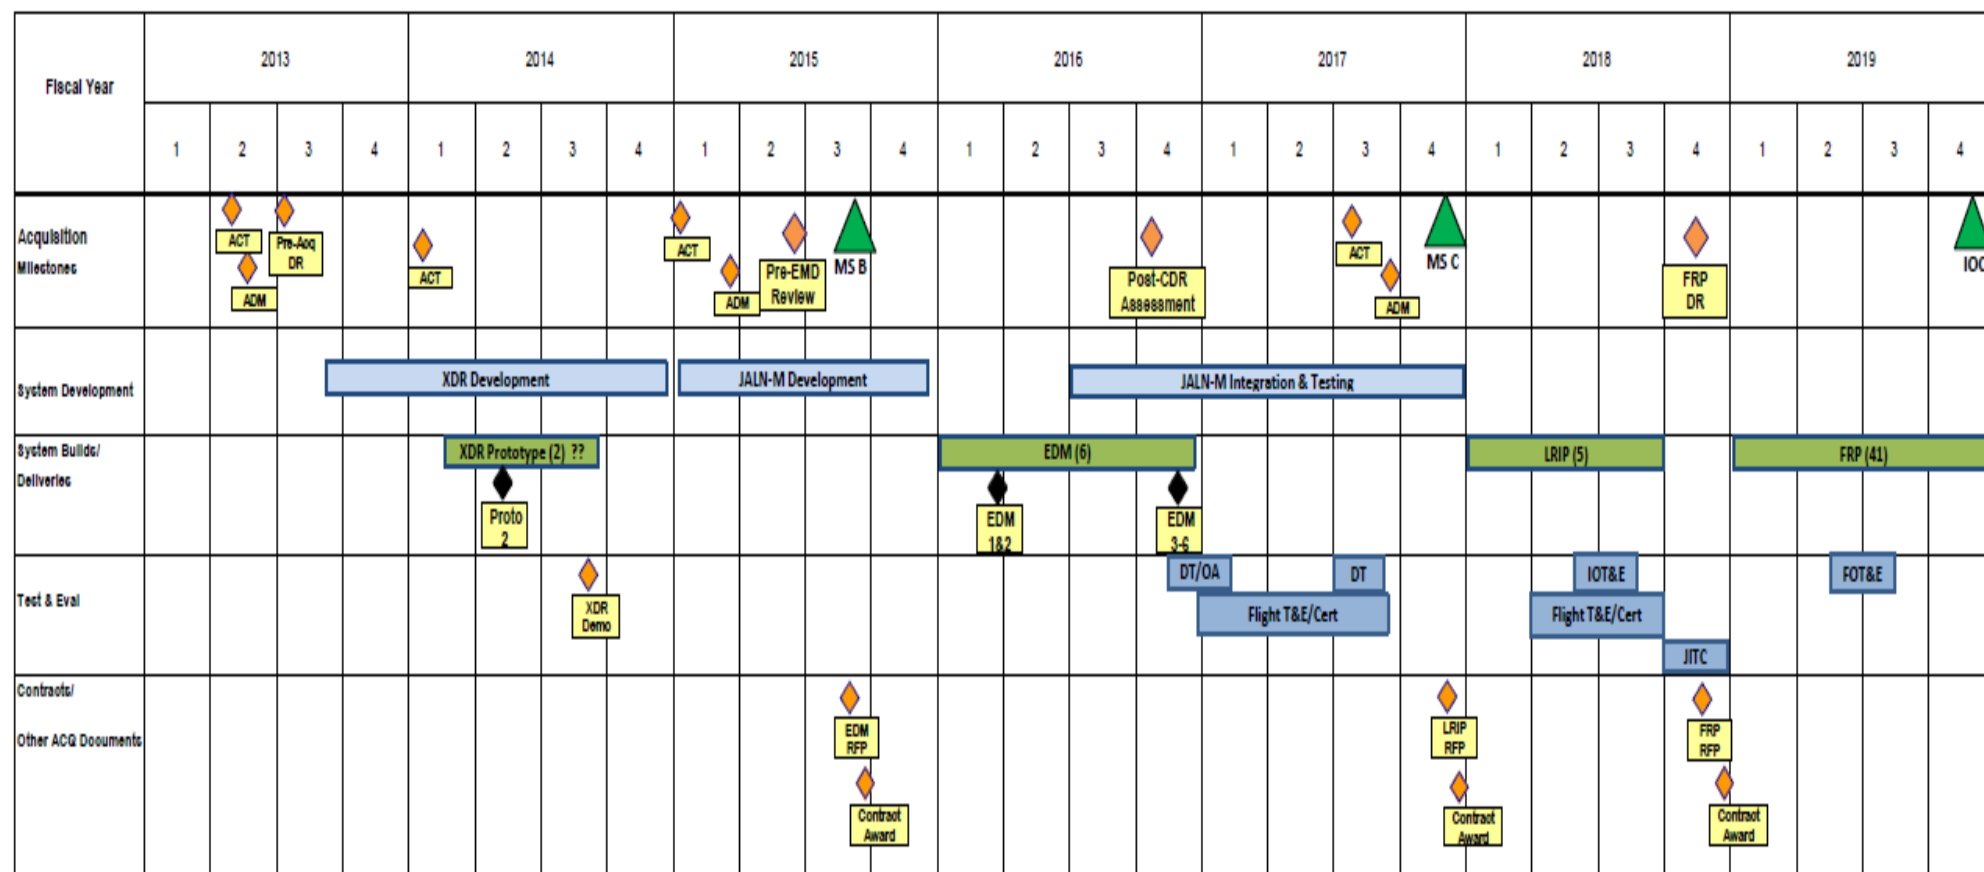 Fiscal Year
2013 2014 2015 2016 2017 2018 2019
1 2 3 4 1 2 3 4 1 2 3 4 1 2 3 4 1 2 3 4 1 2 3 4 1 2 3 4
Acquisition
Milestones
ACT
ADM
Pre-Acq
DR
ACT
ACT
ADM
Pre-EMD
Review
MS B
Post-CDR
Assessment
ACT
ADM
MS C
FRP
DR
IOC
System Development
XDR Development
JALN-M Development
JALN-M Integration & Testing
System Builds/
Deliveries
XDR Prototype (2) ??
Proto
2
EDM (6)
EDM
1&2
EDM
3-6
LRIP (5)
FRP (41)
Test & Eval
XDR
Demo
DT/OA
Flight T&E/Cert
DT
IOT&E
Flight T&E/Cert
JITC
FOT&E
Contracts/
Other ACQ Documents
EDM
RFP
Contract
Award
LRIP
RFP
Contract
Award
FRP
RFP
Contract
Award